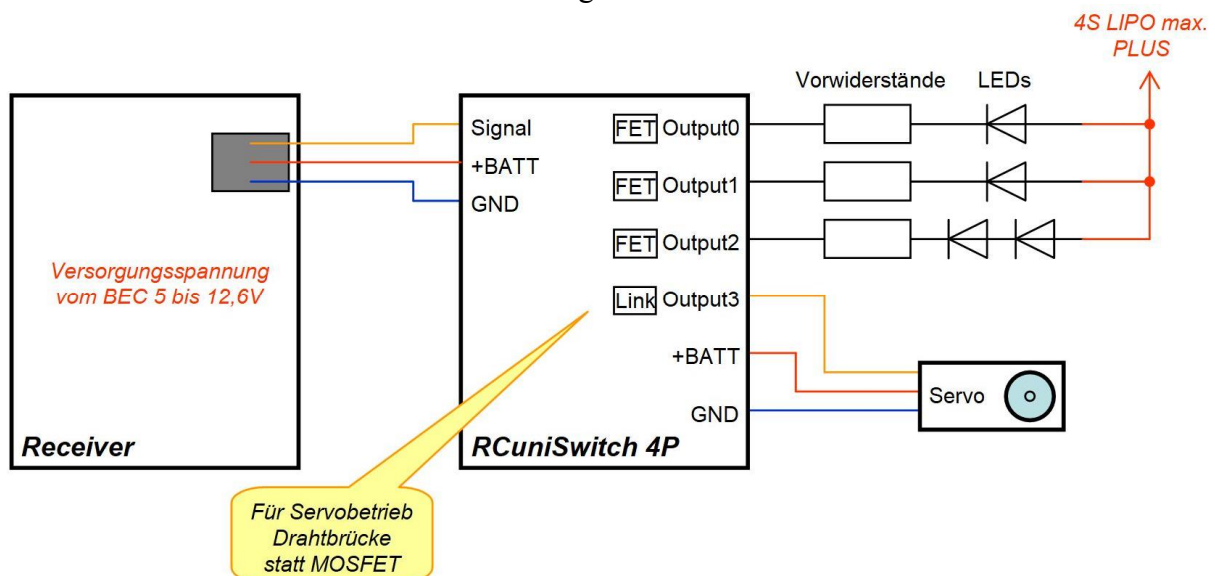 4S LIPO max.
PLUS
Vorwiderstände
LEDs
Signal
+BATT
GND
FET Output0
FET Output1
FET Output2
Link Output3
+BATT
GND
Versorgungsspannung
vom BEC 5 bis 12,6V
Servo
Receiver
RCuniSwitch 4P
Für Servobetrieb
Drahtbrücke
statt MOSFET